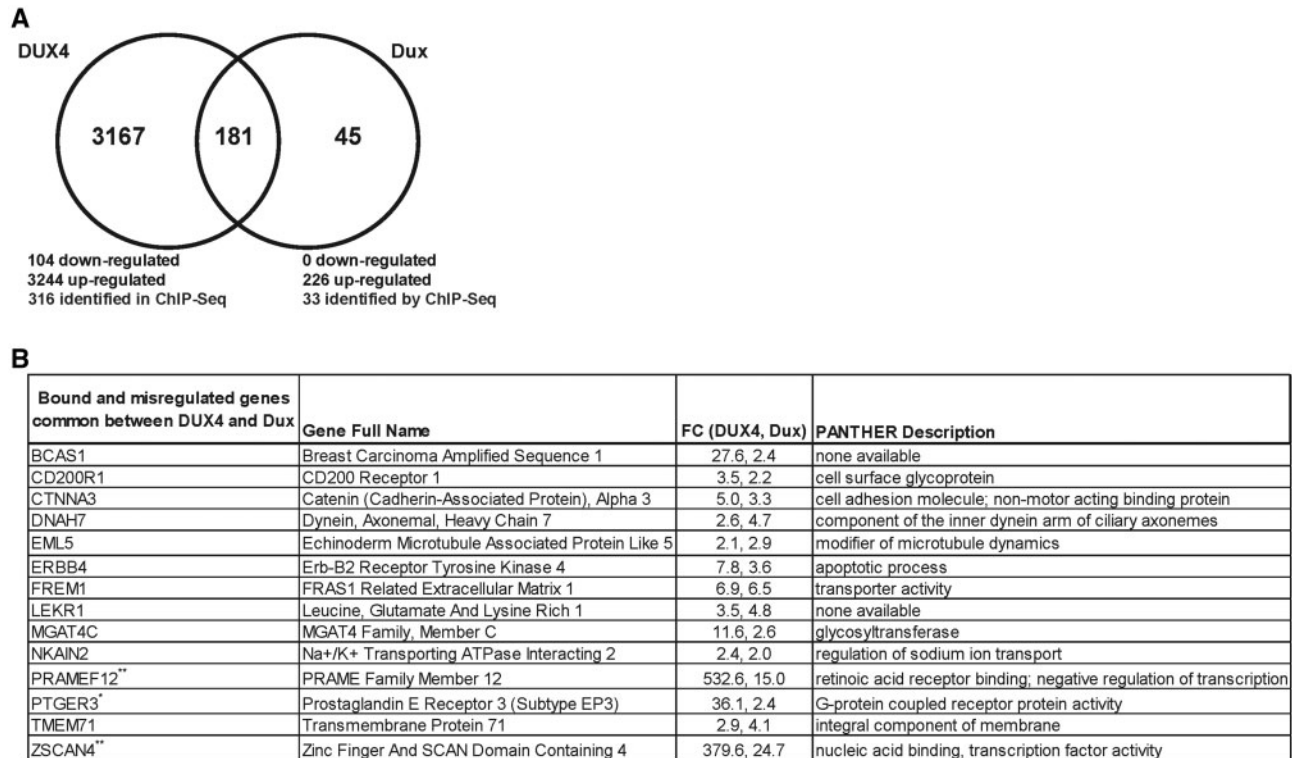 A
DUX4
Dux
3167
181
45
104 down-regulated
3244 up-regulated
316 identified in ChIP-Seq
0 down-regulated
226 up-regulated
33 identified by ChIP-Seq
B
Bound and misregulated genes
common between DUX4 and Dux Gene Full Name FC (DUX4, Dux) PANTHER Description
BCAS1 Breast Carcinoma Amplified Sequence 1 27.6, 2.4 none available
CD200R1 CD200 Receptor 1 3.5, 2.2 cell surface glycoprotein
CTNNA3 Catenin (Cadherin-Associated Protein), Alpha 3 5.0, 3.3 cell adhesion molecule; non-motor acting binding protein
DNAH7 Dynein, Axonemal, Heavy Chain 7 2.6, 4.7 component of the inner dynein arm of ciliary axonemes
EML5 Echinoderm Microtubule Associated Protein Like 5 2.1, 2.9 modifier of microtubule dynamics
ERBB4 Erb-B2 Receptor Tyrosine Kinase 4 7.8, 3.6 apoptotic process
FREM1 FRAS1 Related Extracellular Matrix 1 6.9, 6.5 transporter activity
LEKR1 Leucine, Glutamate And Lysine Rich 1 3.5, 4.8 none available
MGAT4C MGAT4 Family, Member C 11.6, 2.6 glycosyltransferase
NKAIN2 Na+/K+ Transporting ATPase Interacting 2 2.4, 2.0 regulation of sodium ion transport
PRAMEF12** PRAME Family Member 12 532.6, 15.0 retinoic acid receptor binding; negative regulation of transcription
PTGER3* Prostaglandin E Receptor 3 (Subtype EP3) 36.1, 2.4 G-protein coupled receptor protein activity
TMEM71 Transmembrane Protein 71 2.9, 4.1 integral component of membrane
ZSCAN4** Zinc Finger And SCAN Domain Containing 4 379.6, 24.7 nucleic acid binding, transcription factor activity